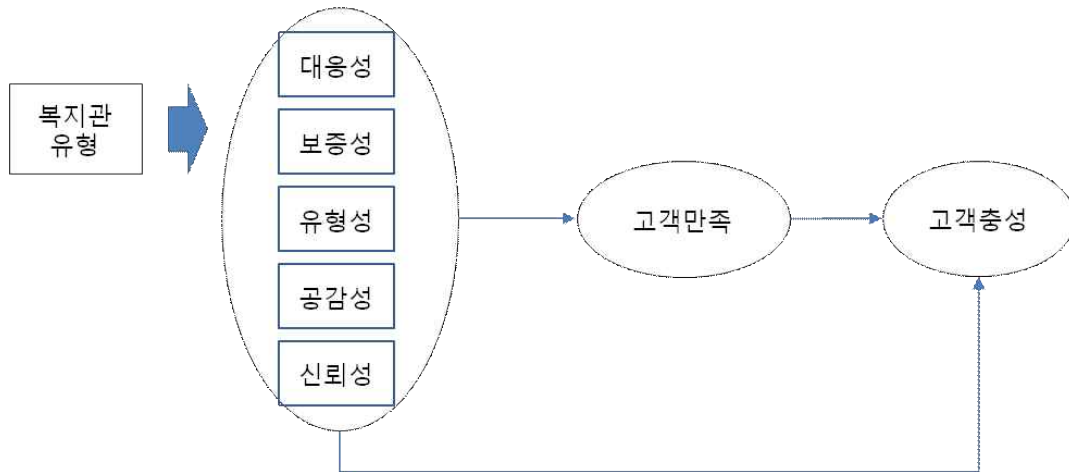 복지관
유형
대응성
보증성
유형성
공감성
신뢰성
고객만족
고객충성